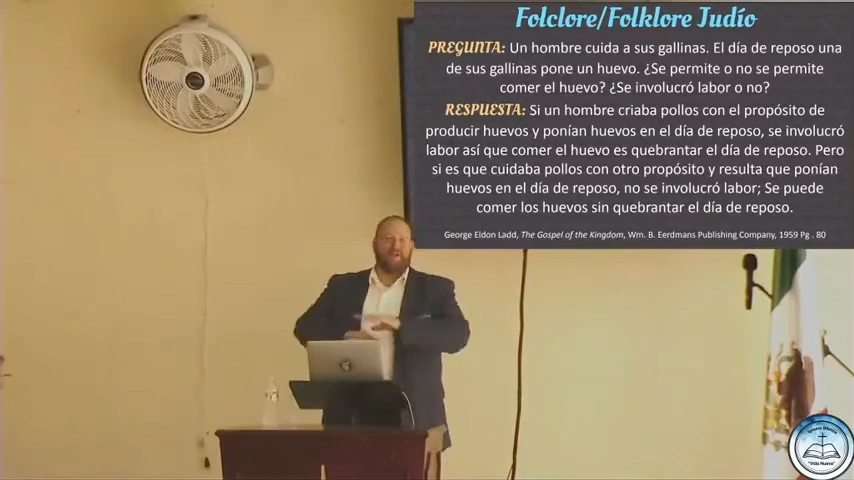 Folclore/Folklore Judío
PREGUNTA: Un hombre cuida a sus gallinas. El día de reposo una
de sus gallinas pone un huevo. ¿Se permite o no se permite
comer el huevo? ¿Se involucró labor o no?
RESPUESTA: Si un hombre criaba pollos con el propósito de
producir huevos y ponían huevos en el día de reposo, se involucró
labor así que comer el huevo es quebrantar el día de reposo. Pero
si es que cuidaba pollos con otro propósito y resulta que ponían
huevos en el día de reposo, no se involucró labor; Se puede
comer los huevos sin quebrantar el día de reposo.
George Eldon Ladd, The Gospel of the Kingdom, Wm. B. Eerdmans Publishing Company, 1959 Pg . 80
"Vida Nueva"